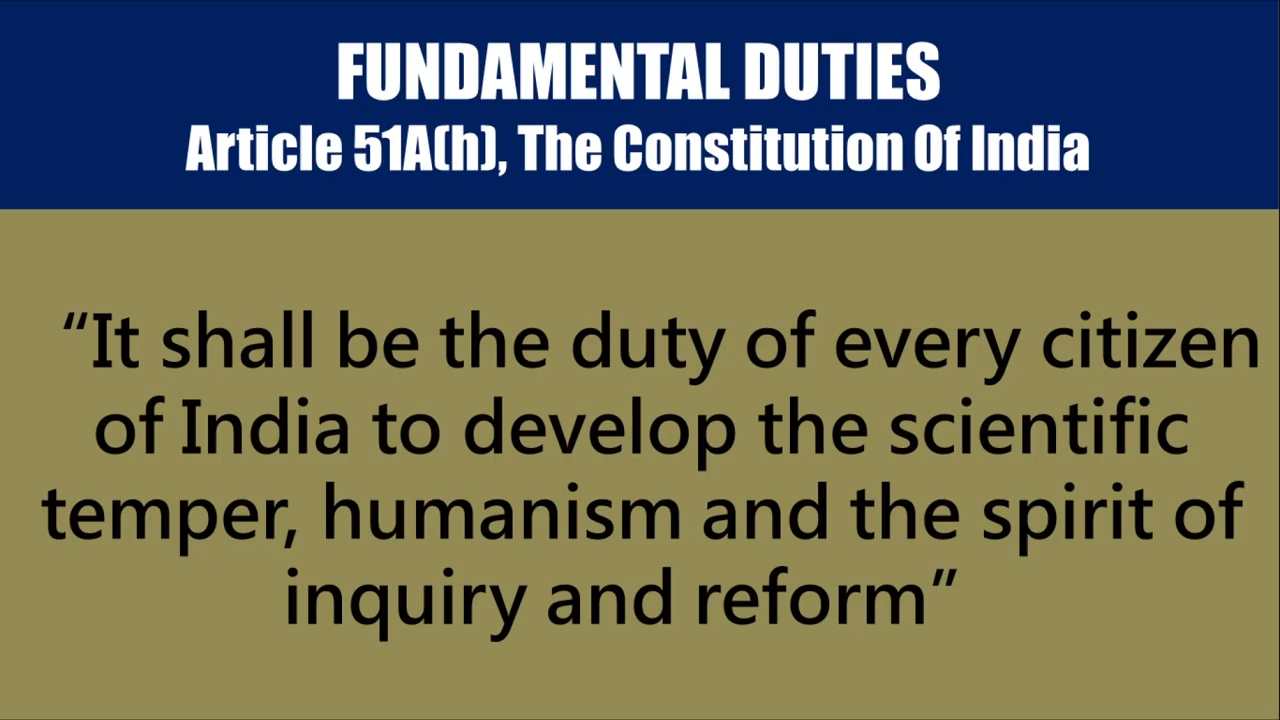 FUNDAMENTAL DUTIES
Article 51A(h), The Constitution Of India
“It shall be the duty of every citizen
of India to develop the scientific
temper, humanism and the spirit of
inquiry and reform”